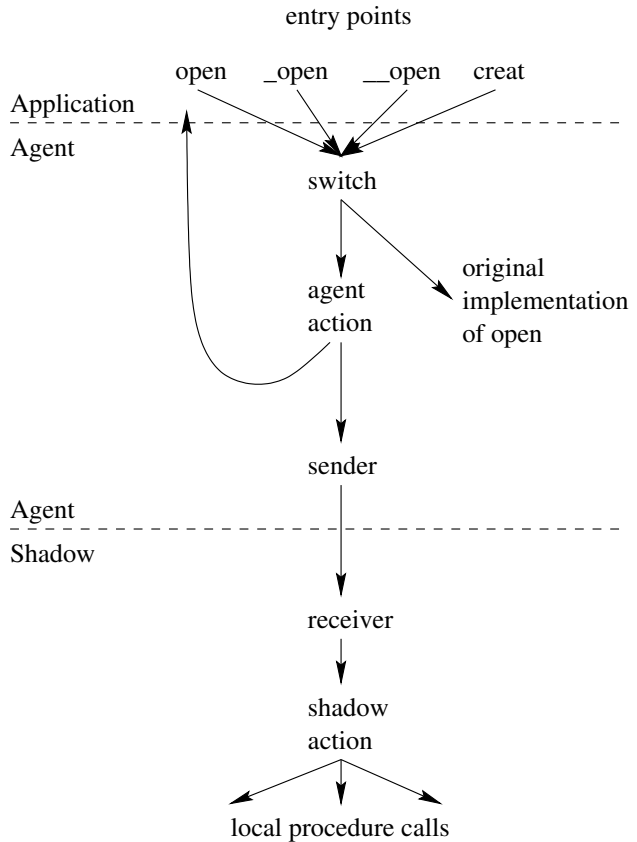 entry points
open _open __open creat
Application
Agent
switch
original
implementation
of open
agent
action
sender
Agent
Shadow
receiver
shadow
action
local procedure calls